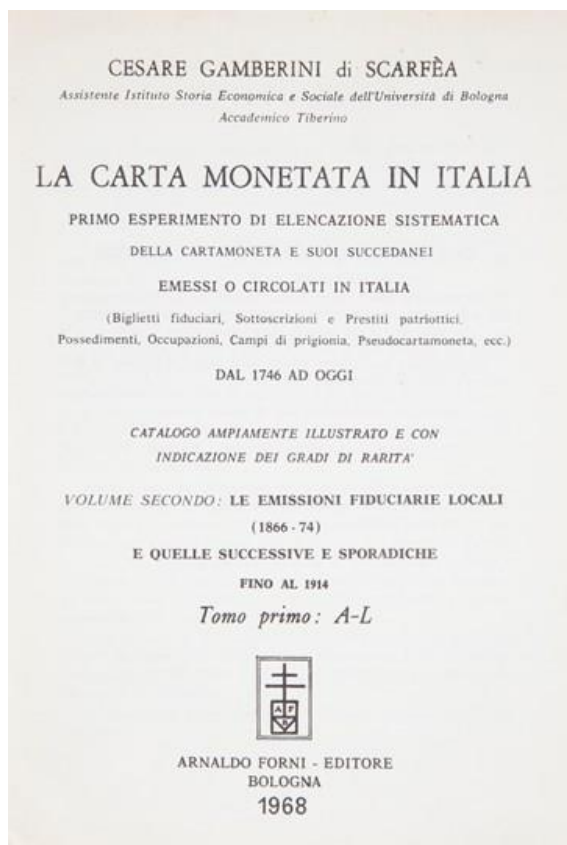 CESARE GAMBERINI di SCARFÈA
Assistente Istituto Storia Economica e Sociale dell'Università di Bologna
Accademico Tiberino
LA CARTA MONETATA IN ITALIA
PRIMO ESPERIMENTO DI ELENCAZIONE SISTEMATICA
DELLA CARTAMONETA E SUOI SUCCEDANEI
EMESSI O CIRCOLATI IN ITALIA
(Biglietti fiduciari, Sottoscrizioni e Prestiti patriottici,
Possedimenti, Occupazioni, Campi di prigionia, Pseudocartamoneta, ecc.)
DAL 1746 AD OGGI
CATALOGO AMPIAMENTE ILLUSTRATO E CON
INDICAZIONE DEI GRADI DI RARITA'
VOLUME SECONDO: LE EMISSIONI FIDUCIARIE LOCALI
(1866 - 74)
E QUELLE SUCCESSIVE E SPORADICHE
FINO AL 1914
Tomo primo: A-L
A F
B
ARNALDO FORNI - EDITORE
BOLOGNA
1968